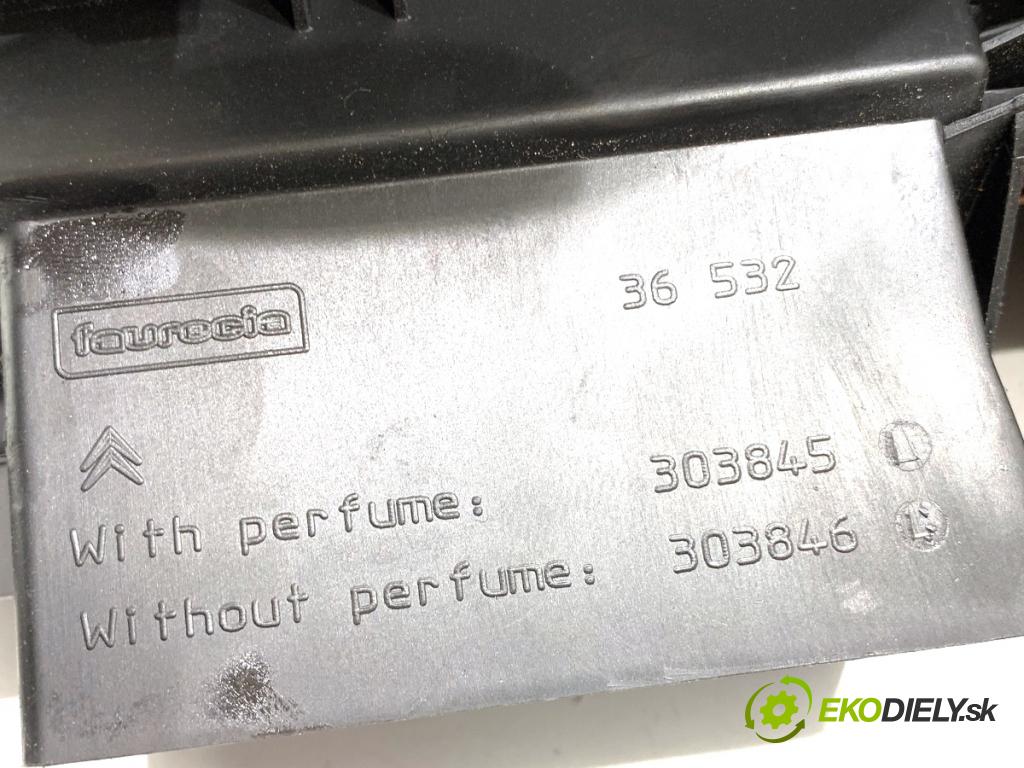 faurecia
36 532
With perfume: 303845
Without perfume: 303846
EKODIELY.sk